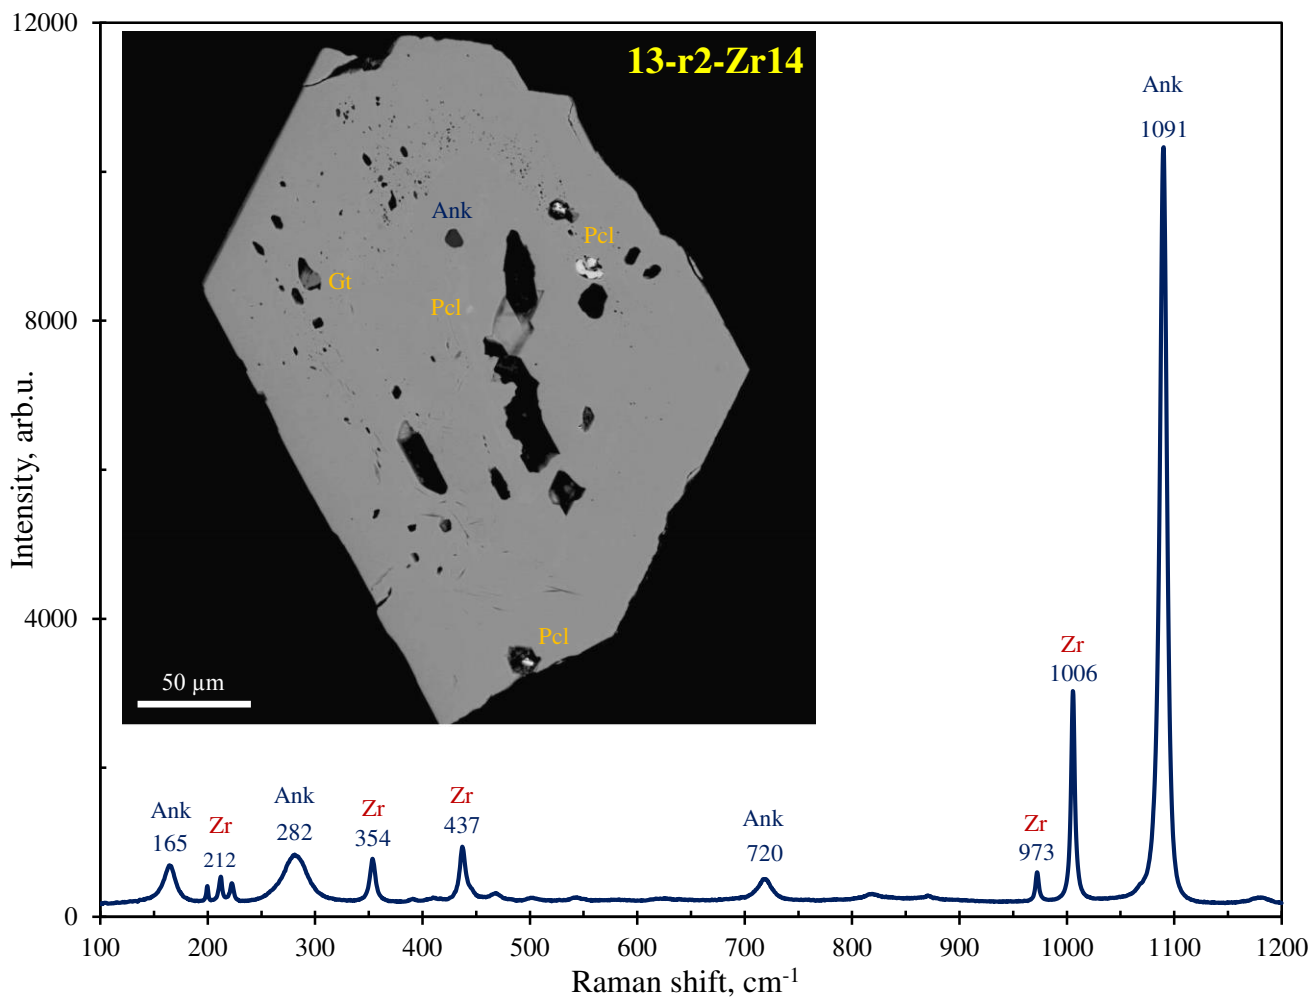 12000
8000
4000
0
Intensity, arb.u.
13-r2-Zr14
Ank
Pcl
Gt
Pcl
Pcl
50 µm
Ank
1091
Zr
1006
Zr
973
Ank
720
Zr
437
Zr
354
Ank
282
Zr
212
Ank
165
100 200 300 400 500 600 700 800 900 1000 1100 1200
Raman shift, cm-1